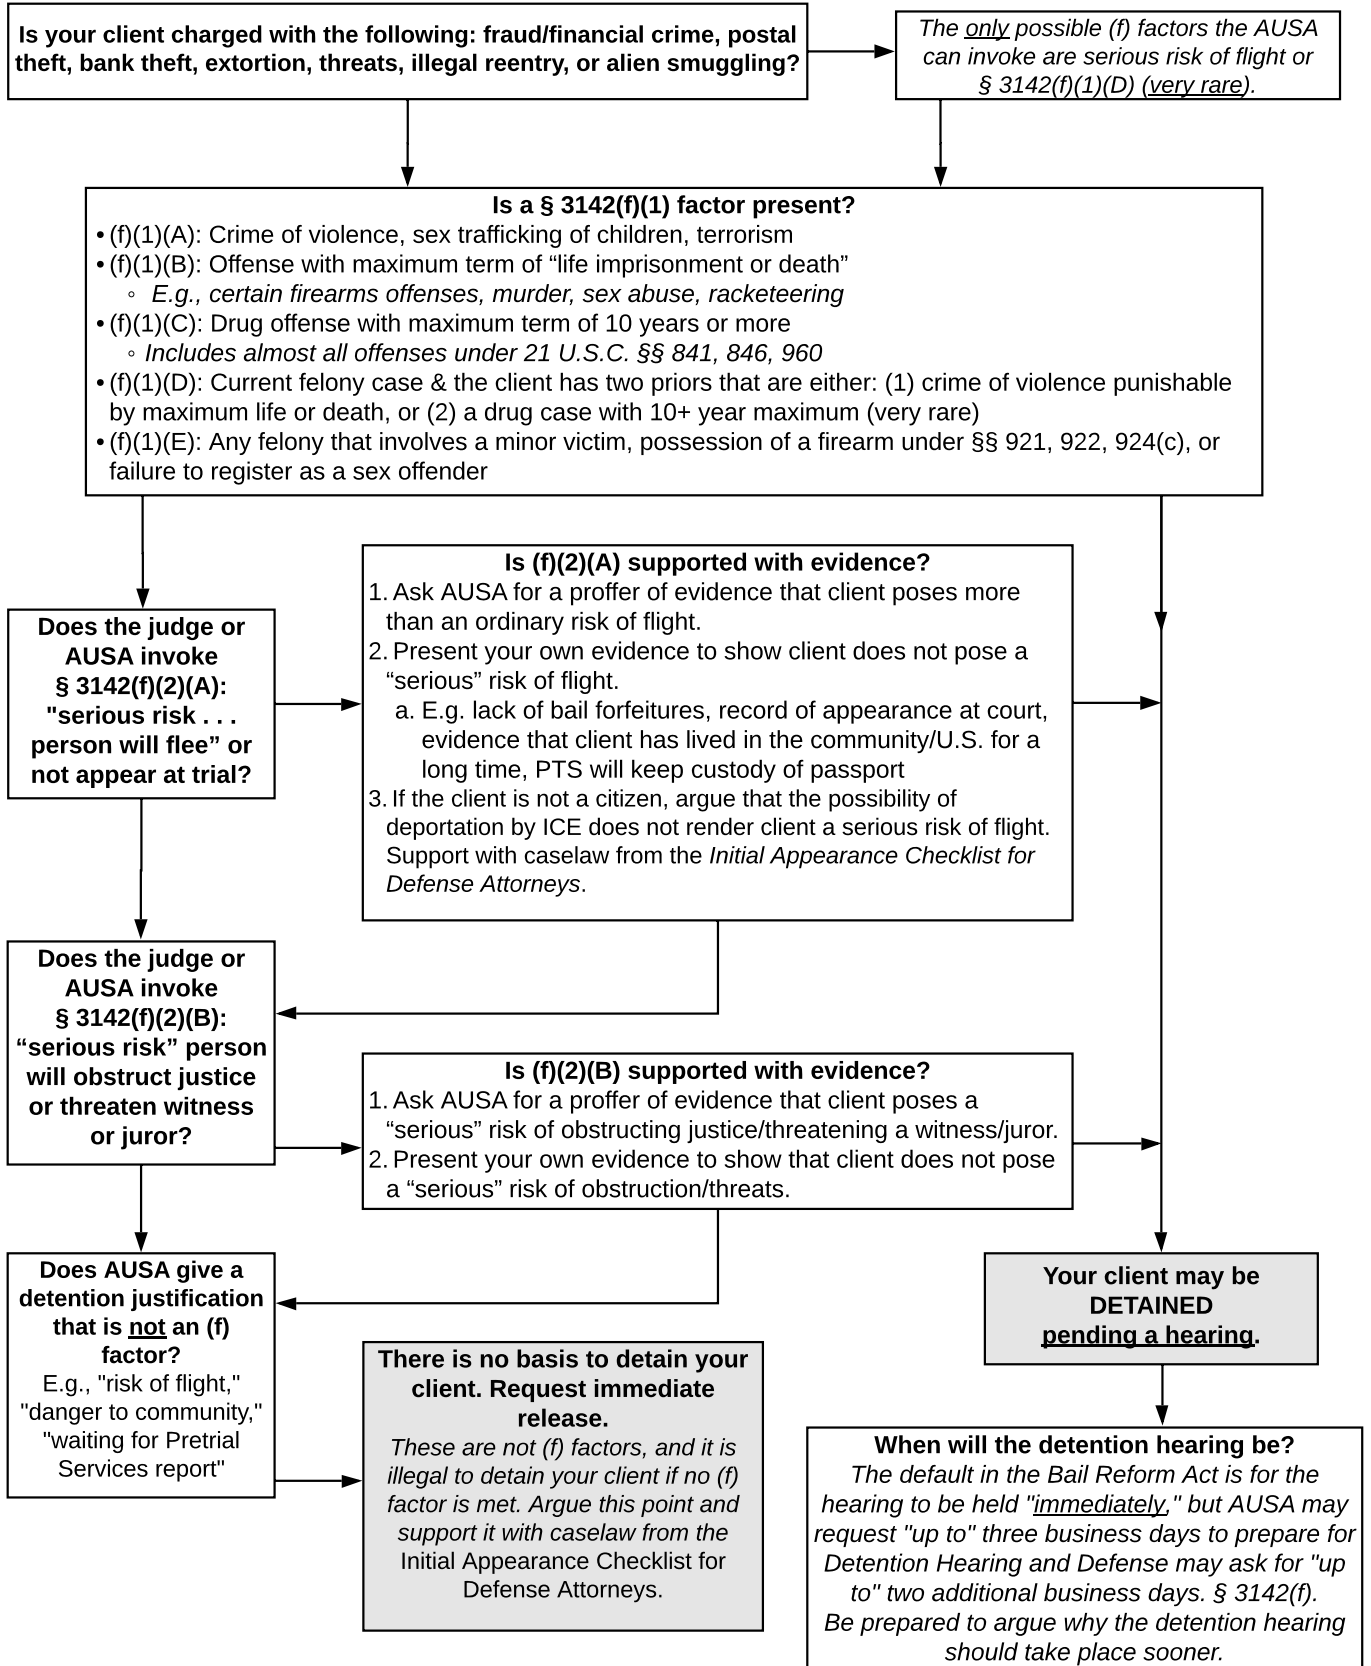 Is your client charged with the following: fraud/financial crime, postal
theft, bank theft, extortion, threats, illegal reentry, or alien smuggling?
The only possible (f) factors the AUSA
can invoke are serious risk of flight or
§ 3142(f)(1)(D) (very rare).
Is a § 3142(f)(1) factor present?
• (f)(1)(A): Crime of violence, sex trafficking of children, terrorism
• (f)(1)(B): Offense with maximum term of “life imprisonment or death”
◦ E.g., certain firearms offenses, murder, sex abuse, racketeering
• (f)(1)(C): Drug offense with maximum term of 10 years or more
◦ Includes almost all offenses under 21 U.S.C. §§ 841, 846, 960
• (f)(1)(D): Current felony case & the client has two priors that are either: (1) crime of violence punishable
by maximum life or death, or (2) a drug case with 10+ year maximum (very rare)
• (f)(1)(E): Any felony that involves a minor victim, possession of a firearm under §§ 921, 922, 924(c), or
failure to register as a sex offender
Does the judge or
AUSA invoke
§ 3142(f)(2)(A):
"serious risk . . .
person will flee” or
not appear at trial?
Is (f)(2)(A) supported with evidence?
1. Ask AUSA for a proffer of evidence that client poses more
than an ordinary risk of flight.
2. Present your own evidence to show client does not pose a
“serious” risk of flight.
a. E.g. lack of bail forfeitures, record of appearance at court,
evidence that client has lived in the community/U.S. for a
long time, PTS will keep custody of passport
3. If the client is not a citizen, argue that the possibility of
deportation by ICE does not render client a serious risk of flight.
Support with caselaw from the Initial Appearance Checklist for
Defense Attorneys.
Does the judge or
AUSA invoke
§ 3142(f)(2)(B):
“serious risk” person
will obstruct justice
or threaten witness
or juror?
Is (f)(2)(B) supported with evidence?
1. Ask AUSA for a proffer of evidence that client poses a
“serious” risk of obstructing justice/threatening a witness/juror.
2. Present your own evidence to show that client does not pose
a “serious” risk of obstruction/threats.
Does AUSA give a
detention justification
that is not an (f)
factor?
E.g., "risk of flight,"
"danger to community,"
"waiting for Pretrial
Services report"
There is no basis to detain your
client. Request immediate
release.
These are not (f) factors, and it is
illegal to detain your client if no (f)
factor is met. Argue this point and
support it with caselaw from the
Initial Appearance Checklist for
Defense Attorneys.
Your client may be
DETAINED
pending a hearing.
When will the detention hearing be?
The default in the Bail Reform Act is for the
hearing to be held "immediately," but AUSA may
request "up to" three business days to prepare for
Detention Hearing and Defense may ask for "up
to" two additional business days. § 3142(f).
Be prepared to argue why the detention hearing
should take place sooner.